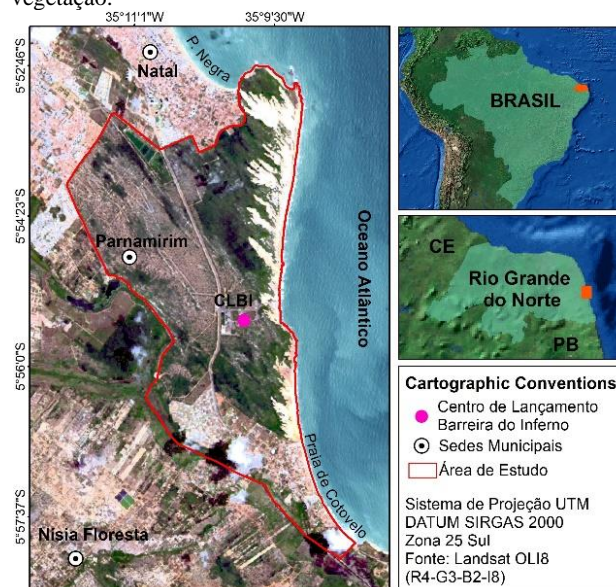 vegetação.
35°11'1"W
35°9'30"W
5°52'46"S
5°54'23"S
5°56'0"S
5°57'37"S
Natal
P. Negra
Parnamirim
CLBI
Oceano Atlântico
Praia de Cotovelo
Nísia Floresta
BRASIL
CE
Rio Grande
do Norte
PB
Cartographic Conventions
Centro de Lançamento
Barreira do Inferno
Sedes Municipais
Área de Estudo
Sistema de Projeção UTM
DATUM SIRGAS 2000
Zona 25 Sul
Fonte: Landsat OLI8
(R4-G3-B2-I8)